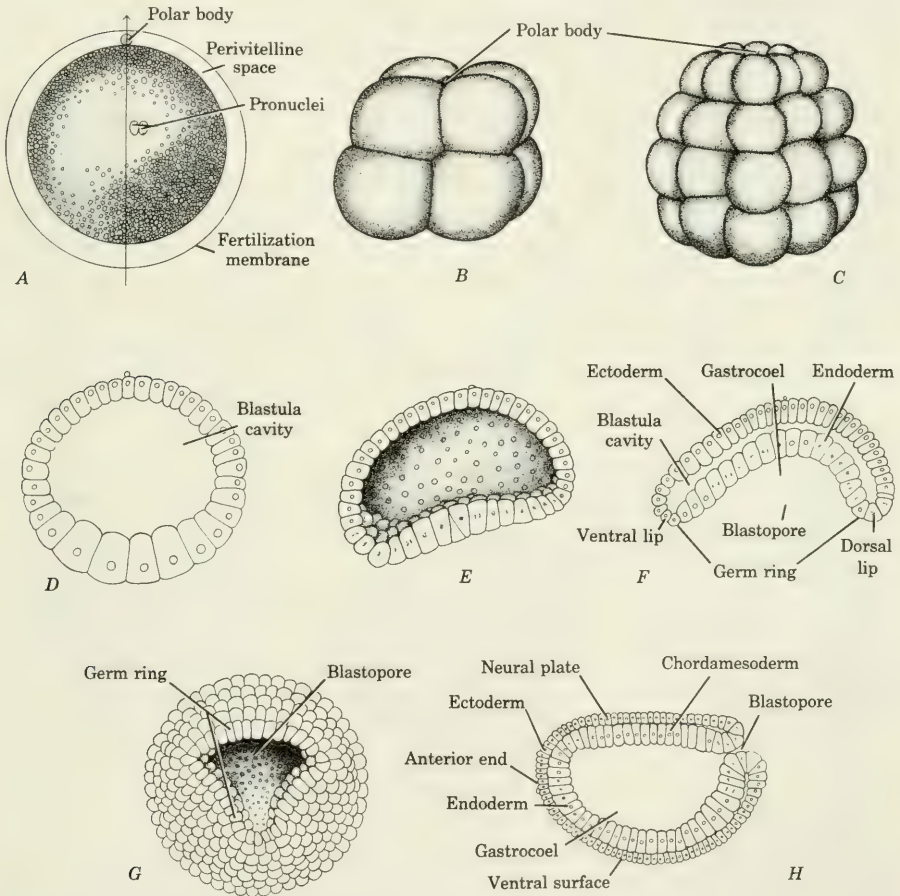 Polar body
Perivitelline
space
Pronuclei
Fertilization
membrane
A
Polar body
B
C
Blastula
cavity
D
E
Ectoderm
Gastrocoel
Endoderm
Blastula
cavity
Ventral lip
Blastopore
Germ ring
Dorsal
lip
F
Germ ring
Blastopore
G
Neural plate
Chordamesoderm
Ectoderm
Blastopore
Anterior end
Endoderm
Gastrocoel
Ventral surface
H